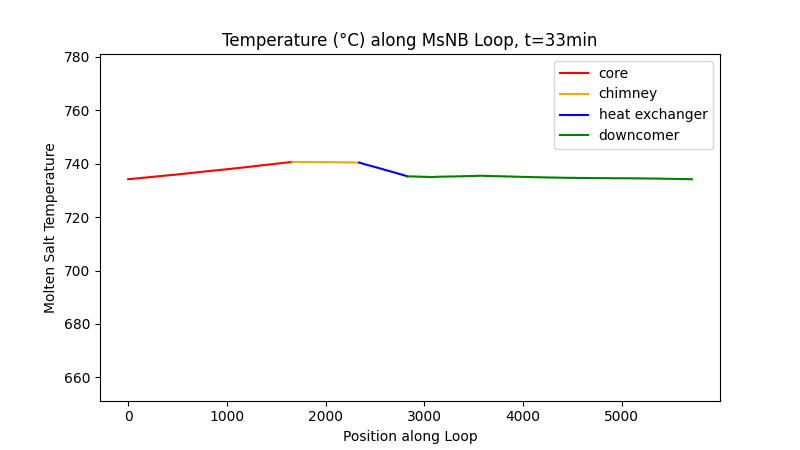 Temperature (°C) along MsNB Loop, t=33min
core
chimney
heat exchanger
downcomer
Molten Salt Temperature
780
760
740
720
700
680
660
0 1000 2000 3000 4000 5000
Position along Loop